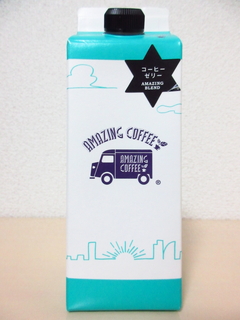 コーヒー
ゼリー
AMAZING
BLEND
AMAZING COFFEE
AMAZING
COFFEE
®